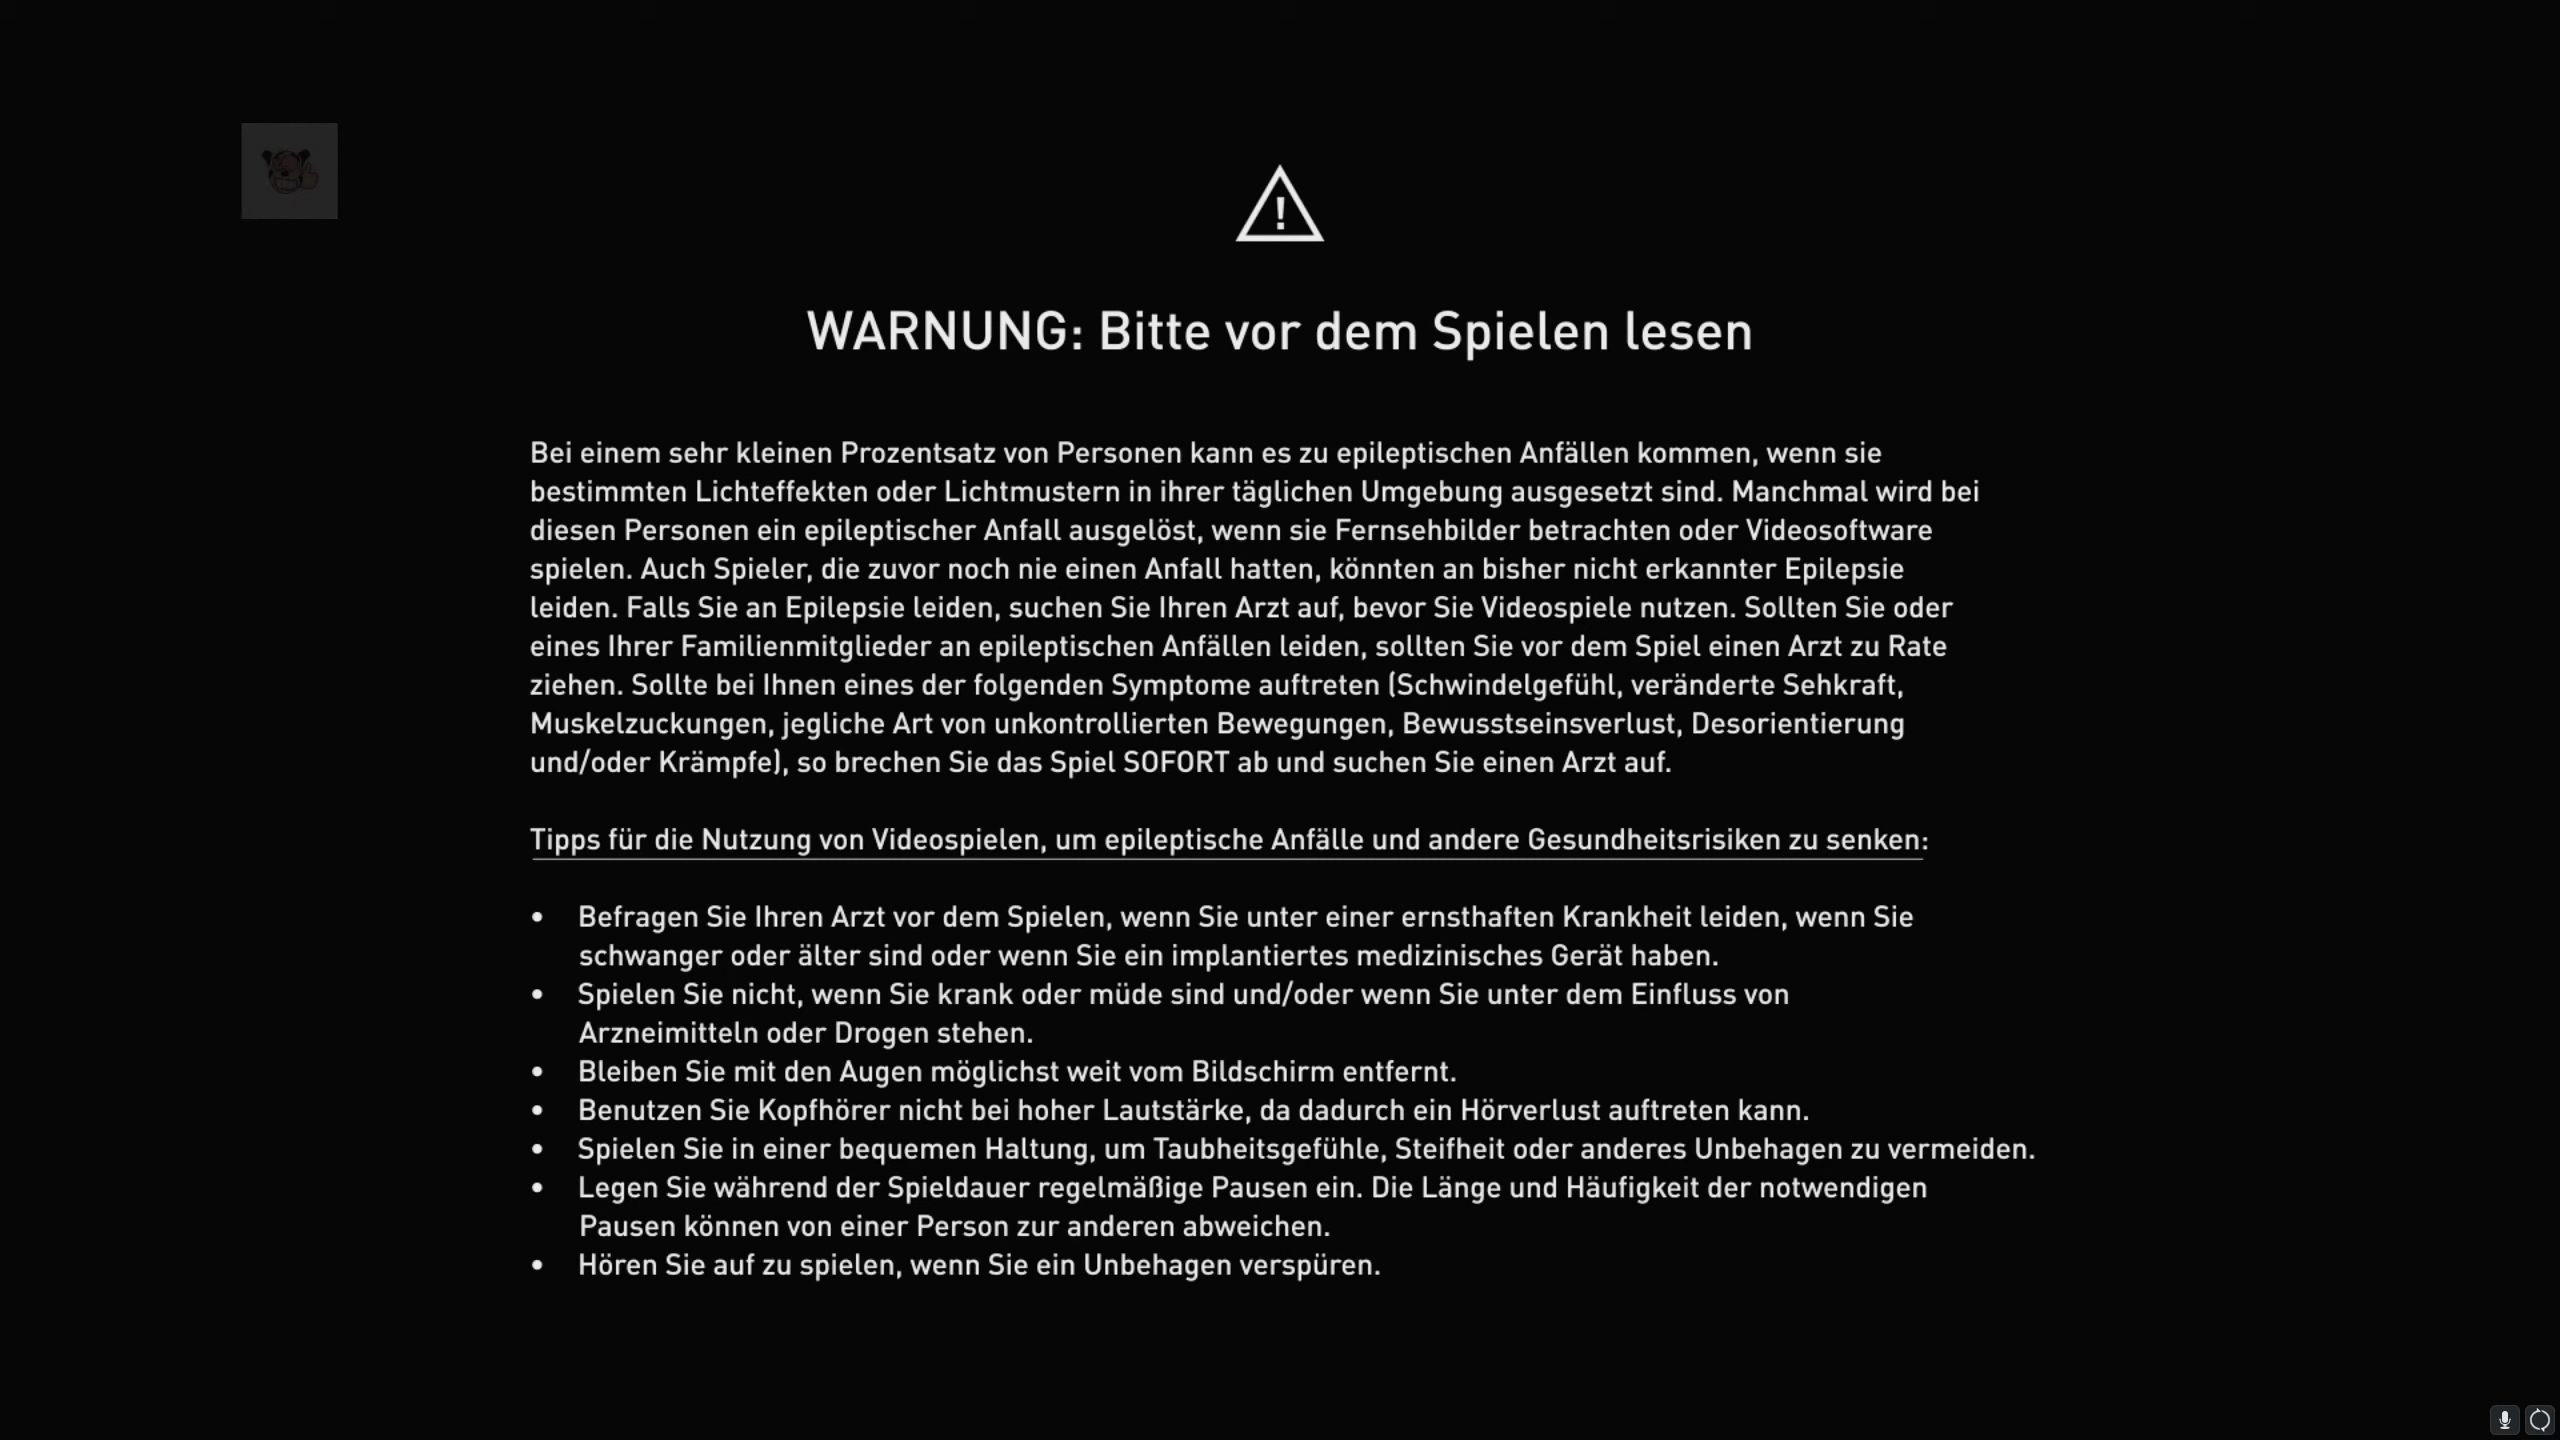 !
WARNUNG: Bitte vor dem Spielen lesen
Bei einem sehr kleinen Prozentsatz von Personen kann es zu epileptischen Anfällen kommen, wenn sie
bestimmten Lichteffekten oder Lichtmustern in ihrer täglichen Umgebung ausgesetzt sind. Manchmal wird bei
diesen Personen ein epileptischer Anfall ausgelöst, wenn sie Fernsehbilder betrachten oder Videosoftware
spielen. Auch Spieler, die zuvor noch nie einen Anfall hatten, könnten an bisher nicht erkannter Epilepsie
leiden. Falls Sie an Epilepsie leiden, suchen Sie Ihren Arzt auf, bevor Sie Videospiele nutzen. Sollten Sie oder
eines Ihrer Familienmitglieder an epileptischen Anfällen leiden, sollten Sie vor dem Spiel einen Arzt zu Rate
ziehen. Sollte bei Ihnen eines der folgenden Symptome auftreten (Schwindelgefühl, veränderte Sehkraft,
Muskelzuckungen, jegliche Art von unkontrollierten Bewegungen, Bewusstseinsverlust, Desorientierung
und/oder Krämpfe), so brechen Sie das Spiel SOFORT ab und suchen Sie einen Arzt auf.
Tipps für die Nutzung von Videospielen, um epileptische Anfälle und andere Gesundheitsrisiken zu senken:
• Befragen Sie Ihren Arzt vor dem Spielen, wenn Sie unter einer ernsthaften Krankheit leiden, wenn Sie
schwanger oder älter sind oder wenn Sie ein implantiertes medizinisches Gerät haben.
• Spielen Sie nicht, wenn Sie krank oder müde sind und/oder wenn Sie unter dem Einfluss von
Arzneimitteln oder Drogen stehen.
• Bleiben Sie mit den Augen möglichst weit vom Bildschirm entfernt.
• Benutzen Sie Kopfhörer nicht bei hoher Lautstärke, da dadurch ein Hörverlust auftreten kann.
• Spielen Sie in einer bequemen Haltung, um Taubheitsgefühle, Steifheit oder anderes Unbehagen zu vermeiden.
• Legen Sie während der Spieldauer regelmäßige Pausen ein. Die Länge und Häufigkeit der notwendigen
Pausen können von einer Person zur anderen abweichen.
• Hören Sie auf zu spielen, wenn Sie ein Unbehagen verspüren.